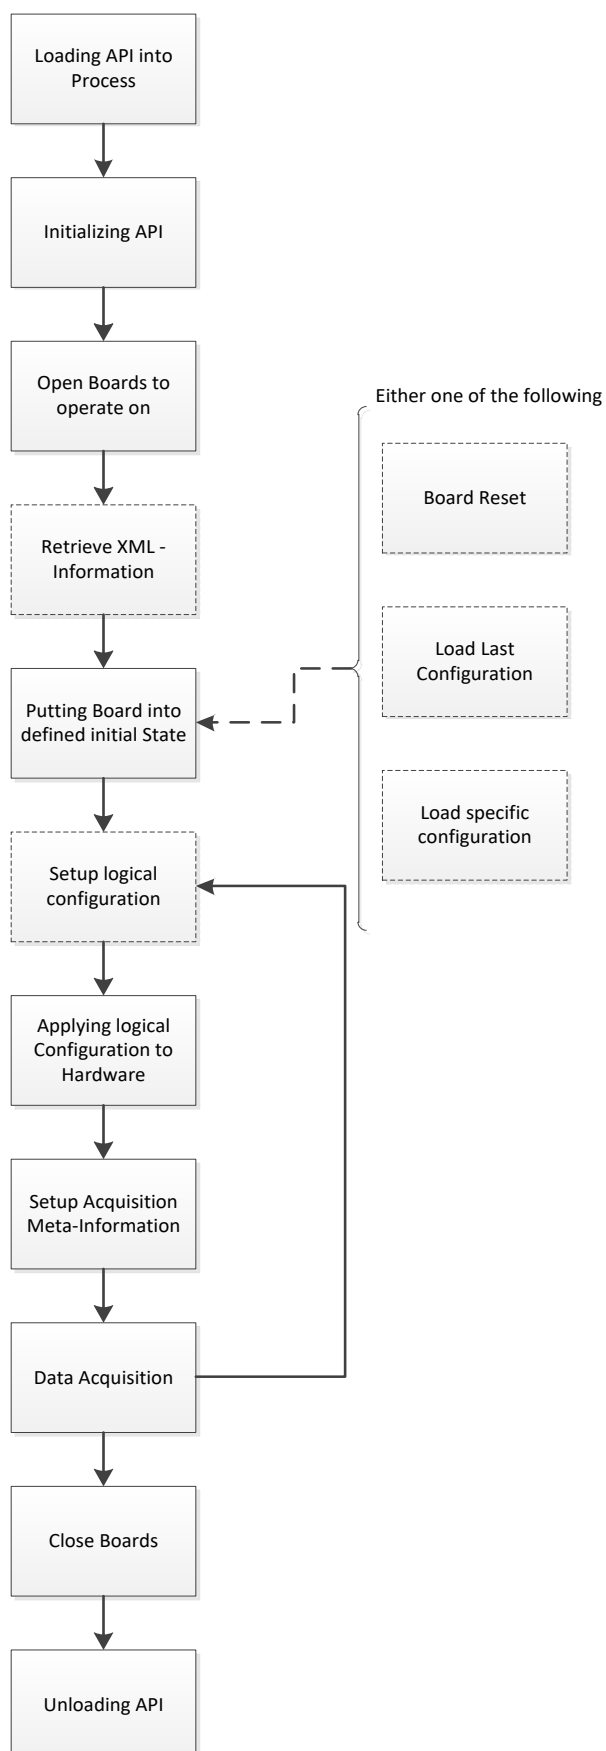 Loading API into
Process
Initializing API
Open Boards to
operate on
Retrieve XML -
Information
Putting Board into
defined initial State
Setup logical
configuration
Applying logical
Configuration to
Hardware
Setup Acquisition
Meta-Information
Data Acquisition
Close Boards
Unloading API
Either one of the following
Board Reset
Load Last
Configuration
Load specific
configuration